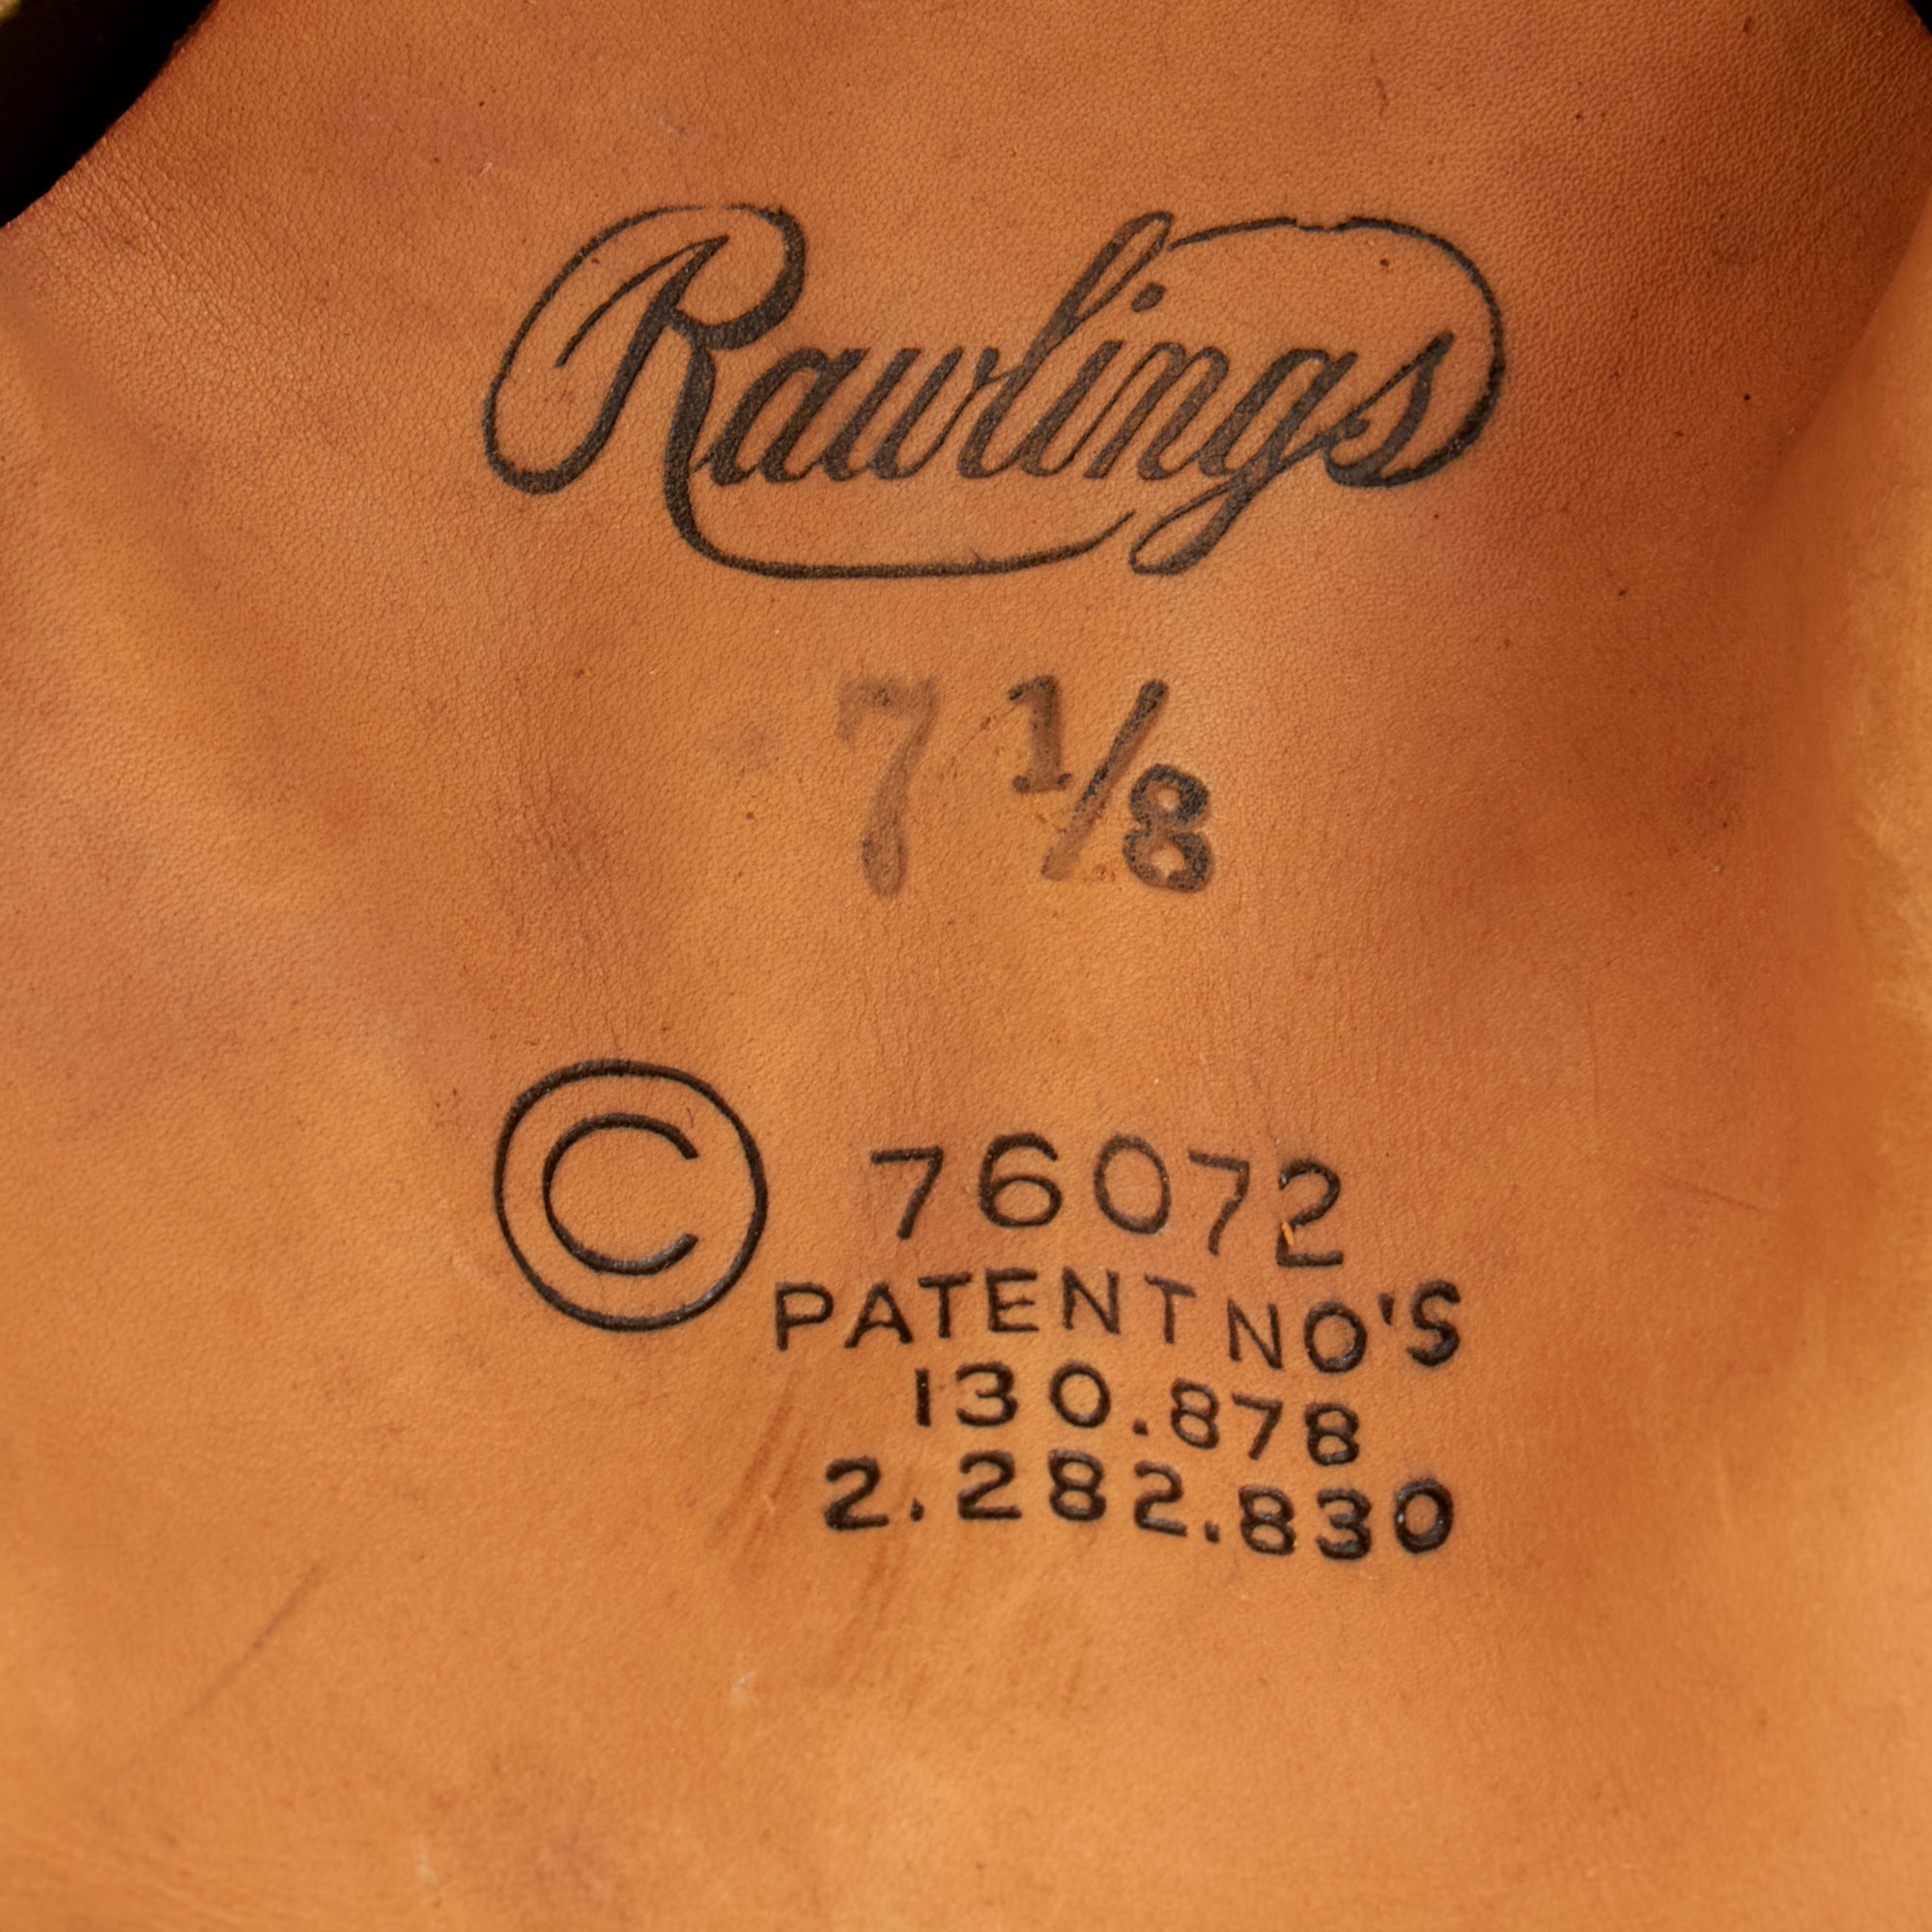 Rawlings
7 1/8
© 76072
PATENT NO'S
130.878
2.282.830